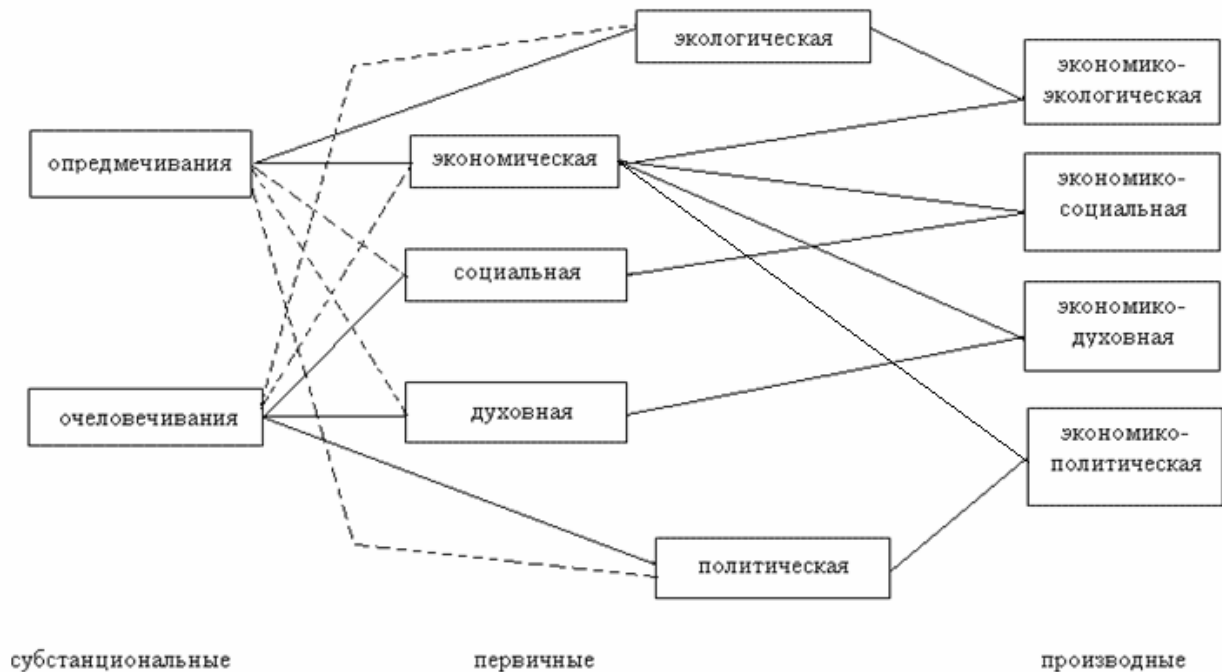 экологическая
экономико-
экологическая
опредмечивания
экономическая
экономико-
социальная
социальная
экономико-
духовная
очеловечивания
духовная
экономико-
политическая
политическая
субстанциональные
первичные
производные